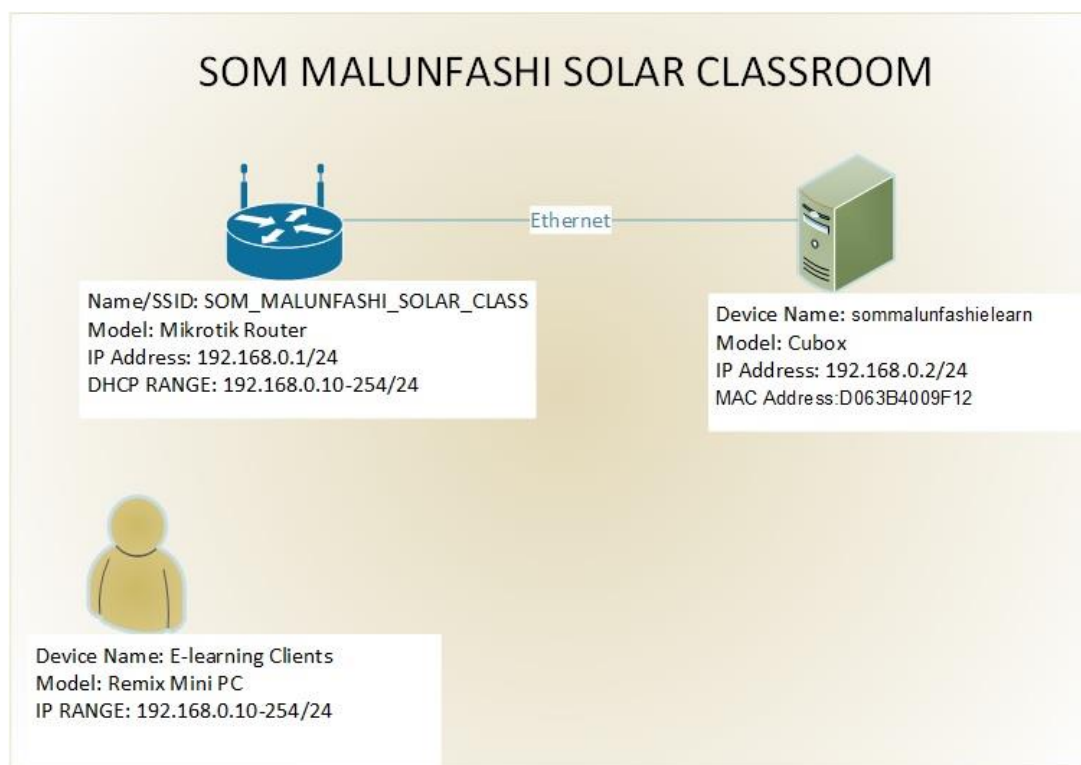 SOM MALUNFASHI SOLAR CLASSROOM
Ethernet
Name/SSID: SOM_MALUNFASHI_SOLAR_CLASS
Model: Mikrotik Router
IP Address: 192.168.0.1/24
DHCP RANGE: 192.168.0.10-254/24
Device Name: sommalunfashielearn
Model: Cubox
IP Address: 192.168.0.2/24
MAC Address:D063B4009F12
Device Name: E-learning Clients
Model: Remix Mini PC
IP RANGE: 192.168.0.10-254/24